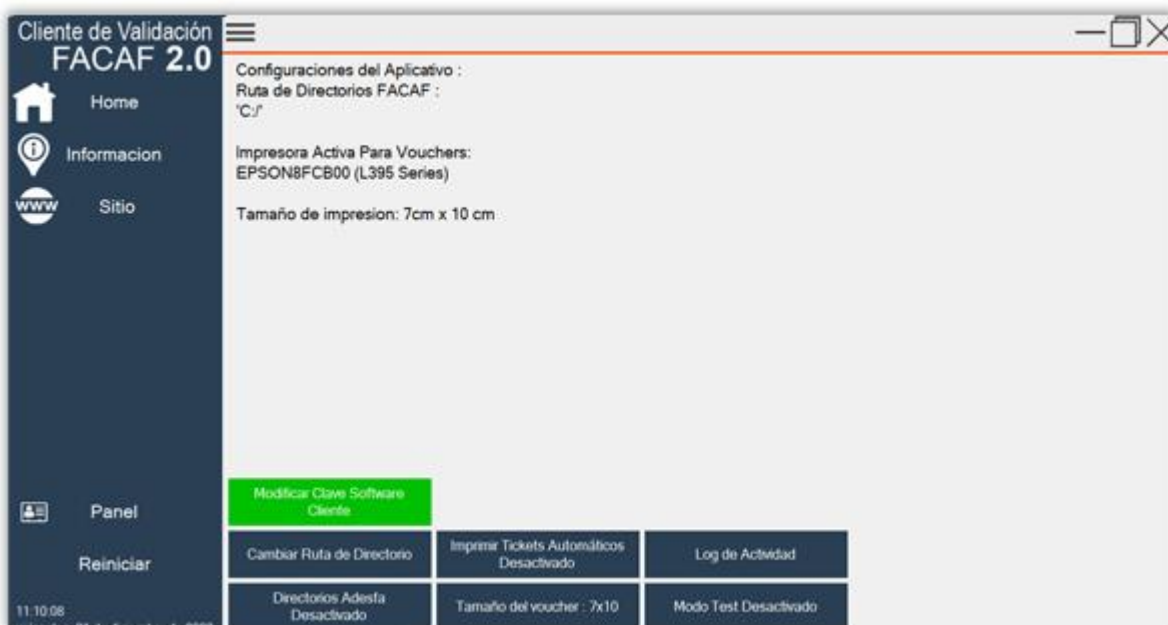 Cliente de Validación
FACAF 2.0
Home
Informacion
www
Sitio
Panel
Reiniciar
11:10:08
Configuraciones del Aplicativo :
Ruta de Directorios FACAF :
'C:/'
Impresora Activa Para Vouchers:
EPSON8FCB00 (L395 Series)
Tamaño de impresion: 7cm x 10 cm
Modificar Clave Software
Cliente
Cambiar Ruta de Directorio
Imprimir Tickets Automáticos
Desactivado
Log de Actividad
Directorios Adesfa
Desactivado
Tamaño del voucher : 7x10
Modo Test Desactivado